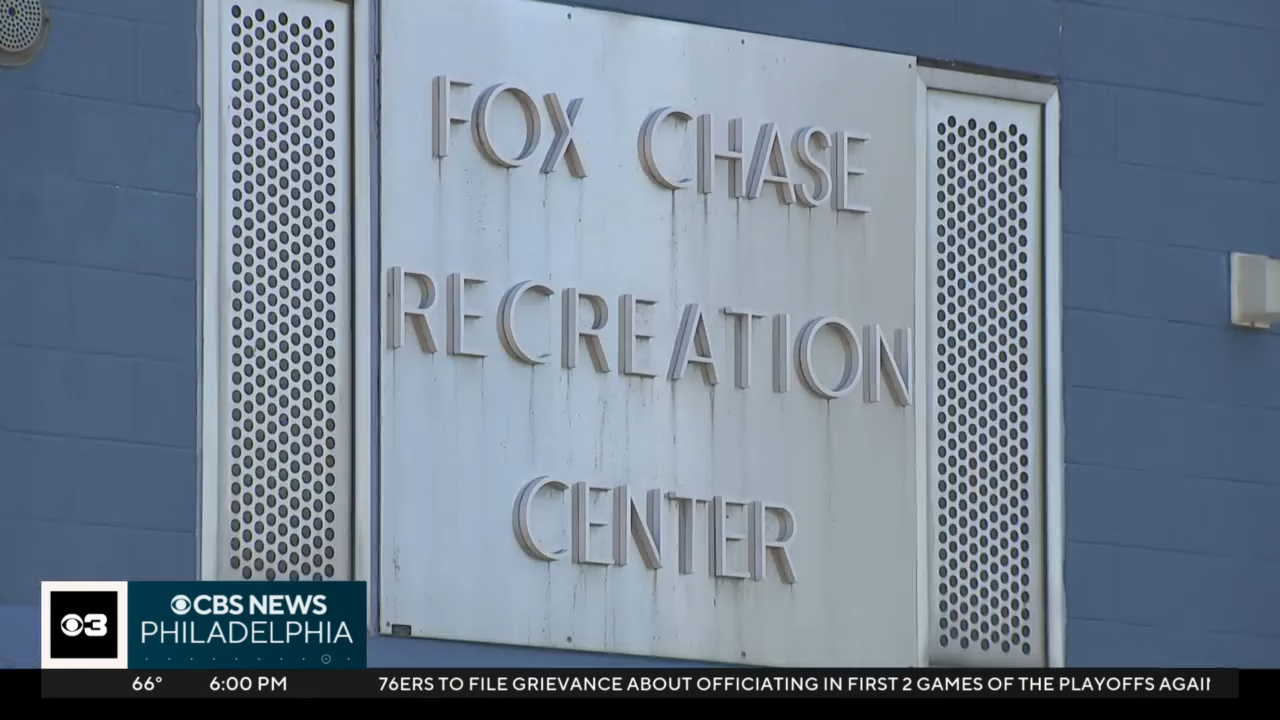 FOX CHASE
RECREATION
CENTER
3
CBS NEWS
PHILADELPHIA
66° 6:00 PM 76ERS TO FILE GRIEVANCE ABOUT OFFICIATING IN FIRST 2 GAMES OF THE PLAYOFFS